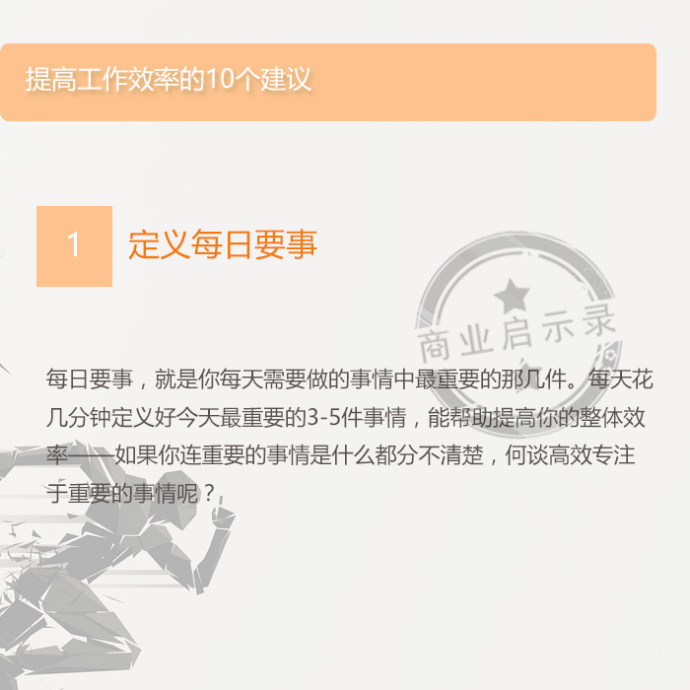 提高工作效率的10个建议
1
定义每日要事
商业启示录
每日要事，就是你每天需要做的事情中最重要的那几件。每天花
几分钟定义好今天最重要的3-5件事情，能帮助提高你的整体效
率——如果你连重要的事情是什么都分不清楚，何谈高效专注
于重要的事情呢？